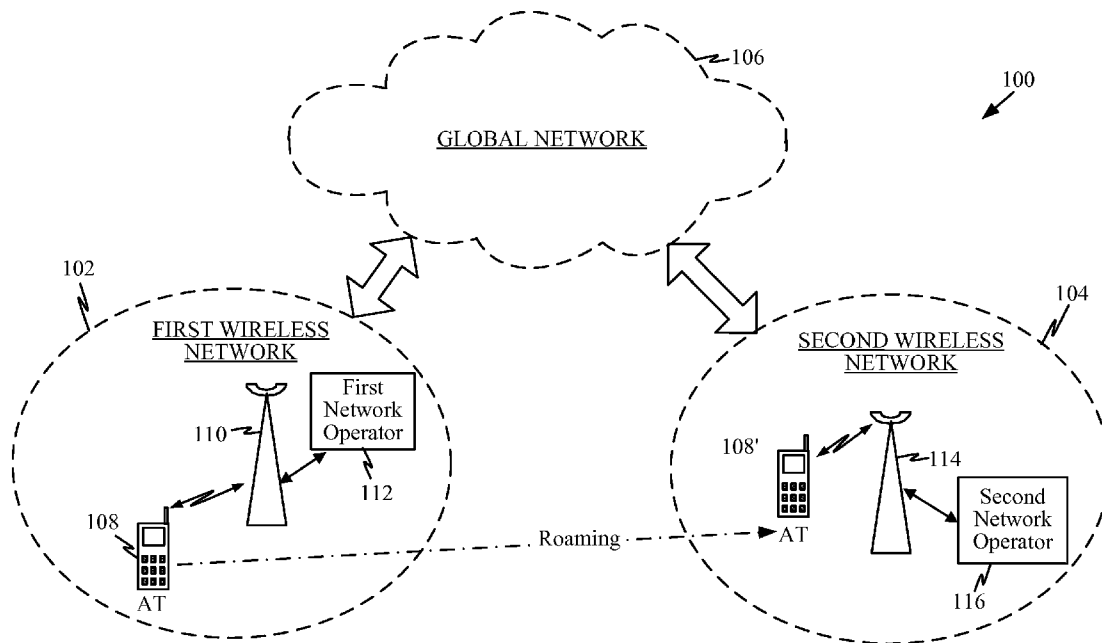 106
100
GLOBAL NETWORK
102
104
FIRST WIRELESS
NETWORK
SECOND WIRELESS
NETWORK
First
Network
Operator
110
112
108
AT
Roaming
108'
AT
114
Second
Network
Operator
116